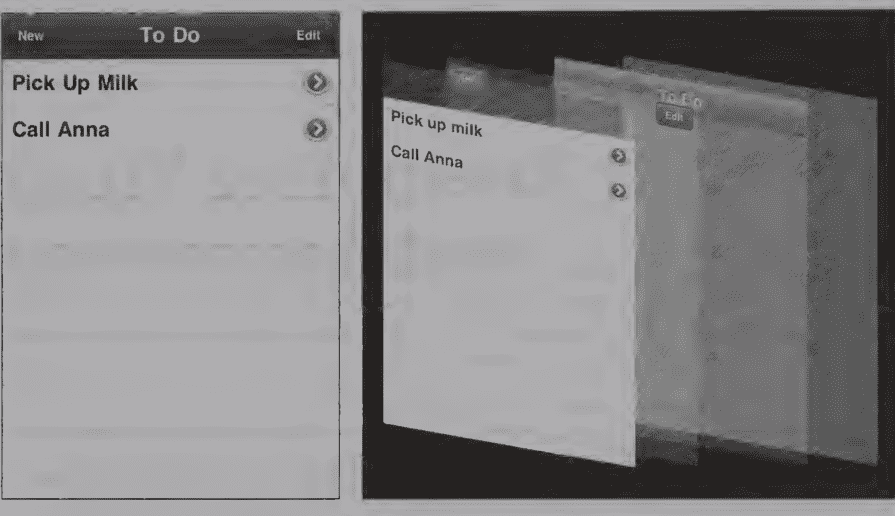 New To Do Edit
Pick Up Milk
Call Anna
To Do
Edit
Pick up milk
Call Anna